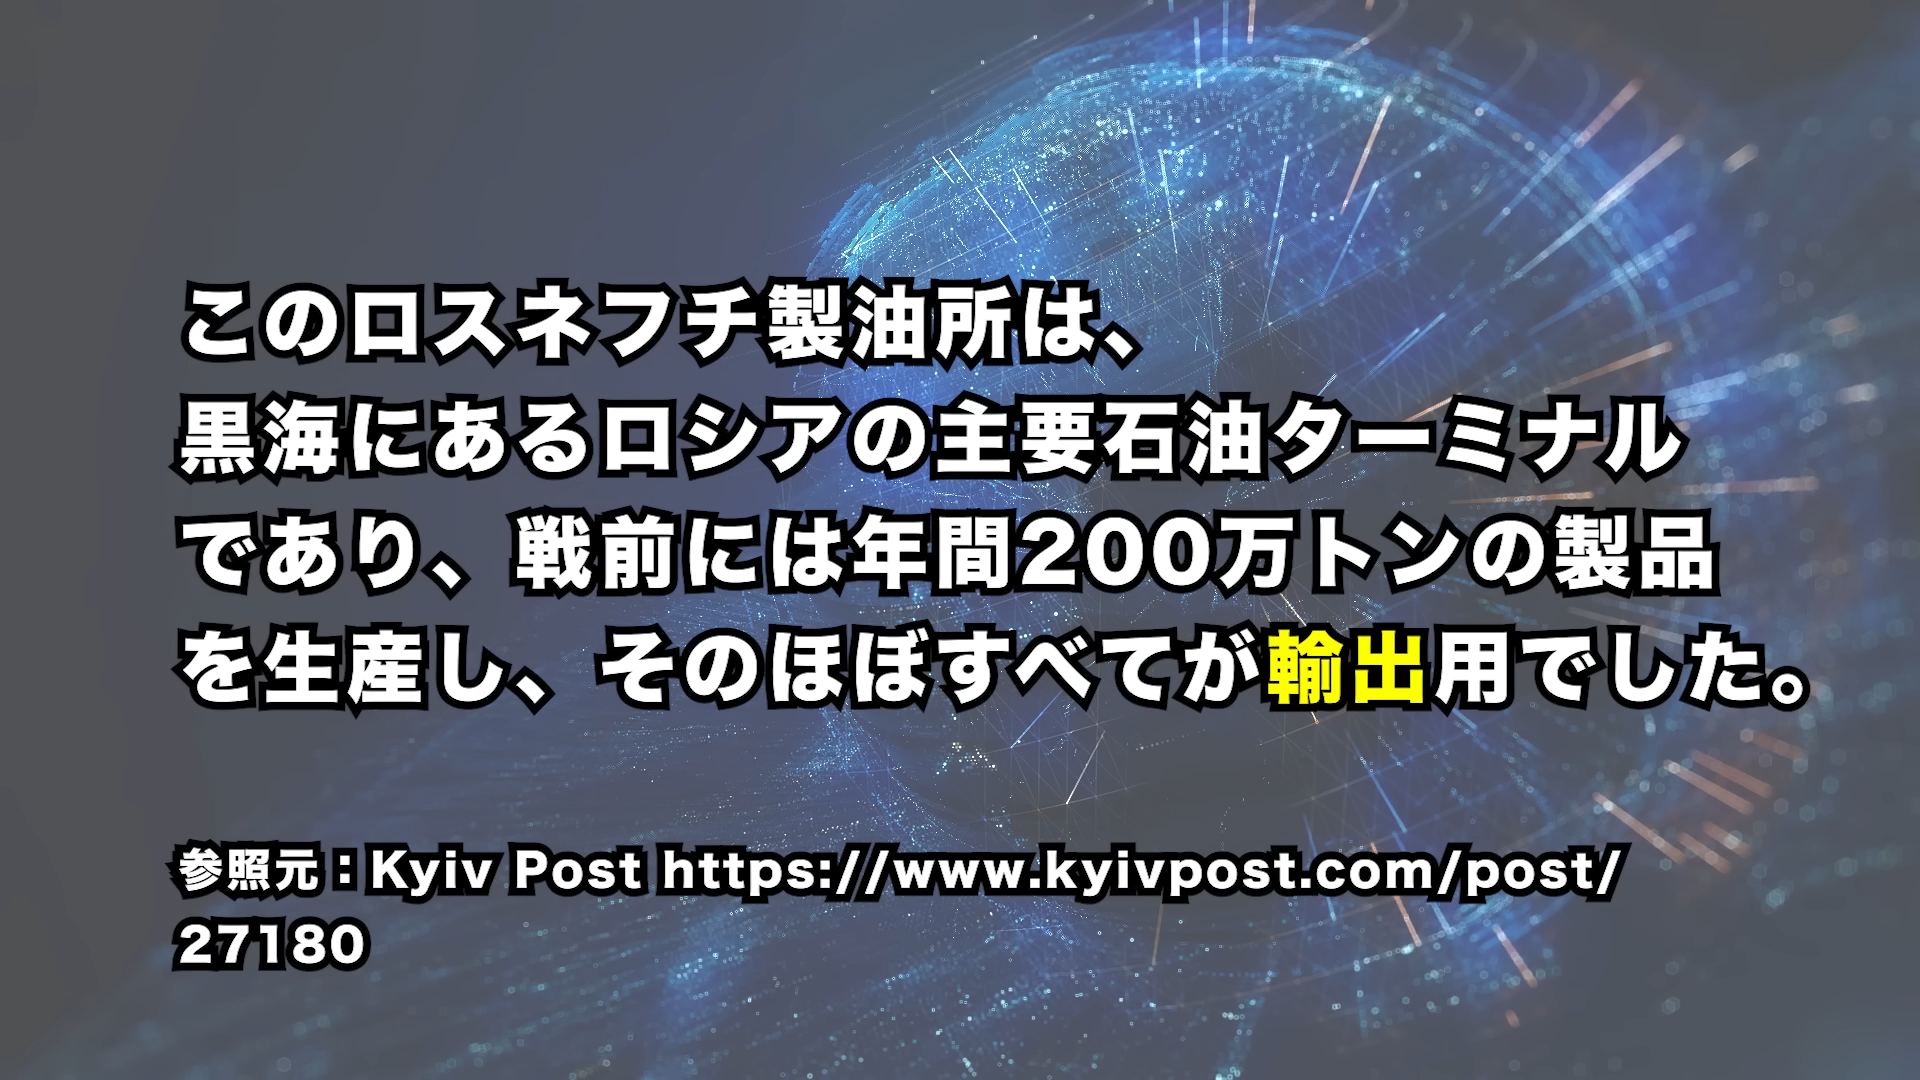 このロスネフチ製油所は、
黒海にあるロシアの主要石油ターミナル
であり、戦前には年間200万トンの製品
を生産し、そのほぼすべてが輸出用でした。
参照元：Kyiv Post https://www.kyivpost.com/post/
27180